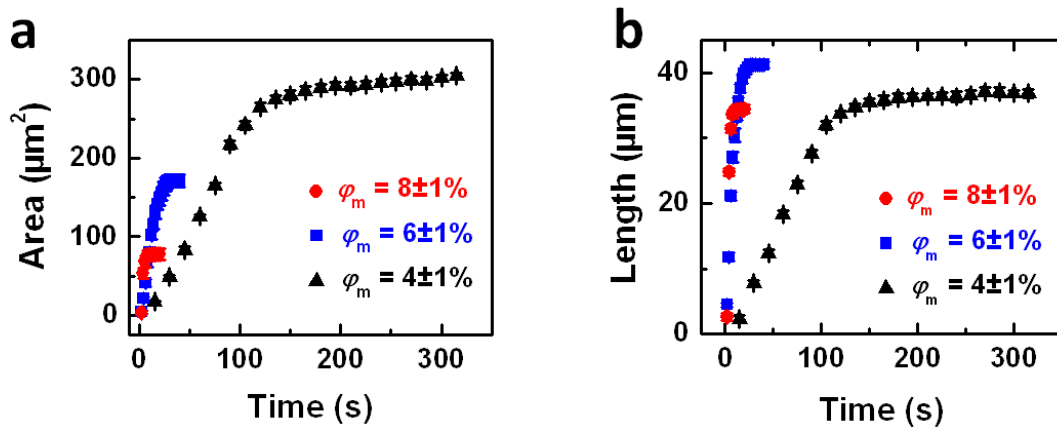 a
Area (µm²)
300
200
100
0
φm = 8±1%
φm = 6±1%
φm = 4±1%
0 100 200 300
Time (s)
b
Length (µm)
40
20
0
φm = 8±1%
φm = 6±1%
φm = 4±1%
0 100 200 300
Time (s)